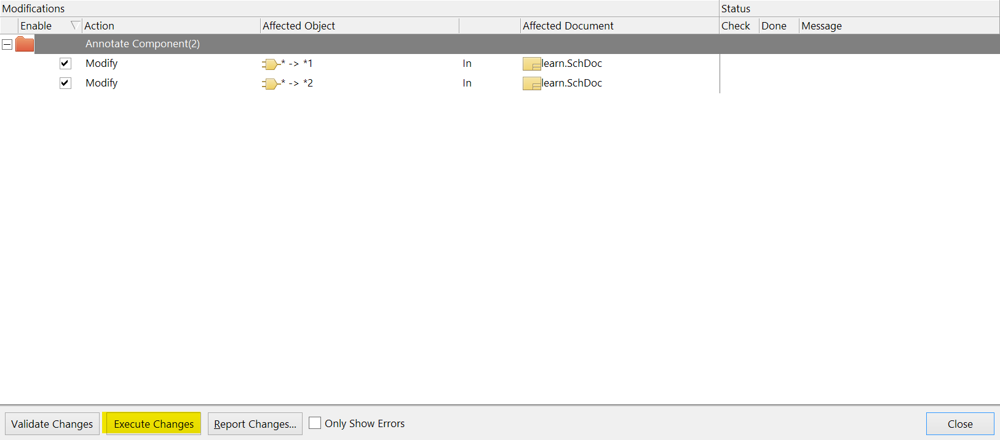 Modifications Status
Enable Action Affected Object Affected Document Check Done Message
Annotate Component(2)
Modify * -> *1 In learn.SchDoc
Modify * -> *2 In learn.SchDoc
Validate Changes Execute Changes Report Changes... Only Show Errors Close